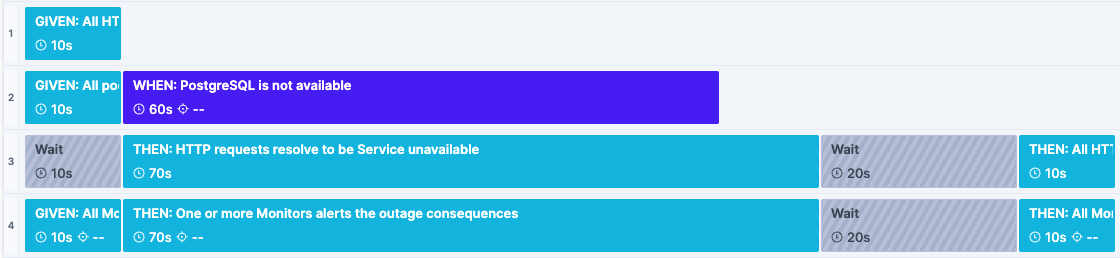 1
GIVEN: All HT
10s
2
GIVEN: All po
10s
WHEN: PostgreSQL is not available
60s --
3
Wait
10s
THEN: HTTP requests resolve to be Service unavailable
70s
Wait
20s
THEN: All HTT
10s
4
GIVEN: All Mo
10s --
THEN: One or more Monitors alerts the outage consequences
70s --
Wait
20s
THEN: All Mon
10s --